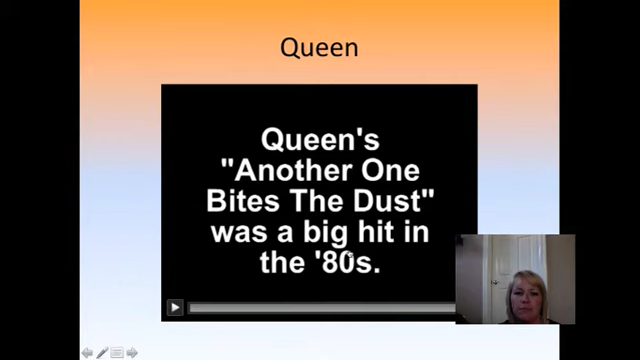 Queen
Queen's
"Another One
Bites The Dust"
was a big hit in
the '80s.